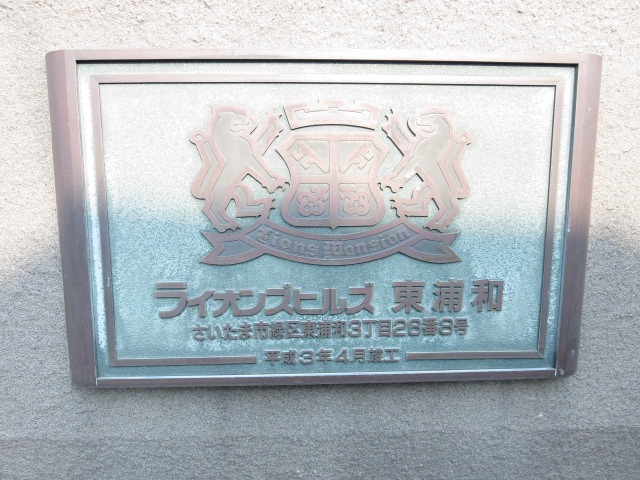 Lions Mansion
ライオンズヒルズ 東浦和
さいたま市緑区東浦和3丁目26番8号
平成3年4月竣工